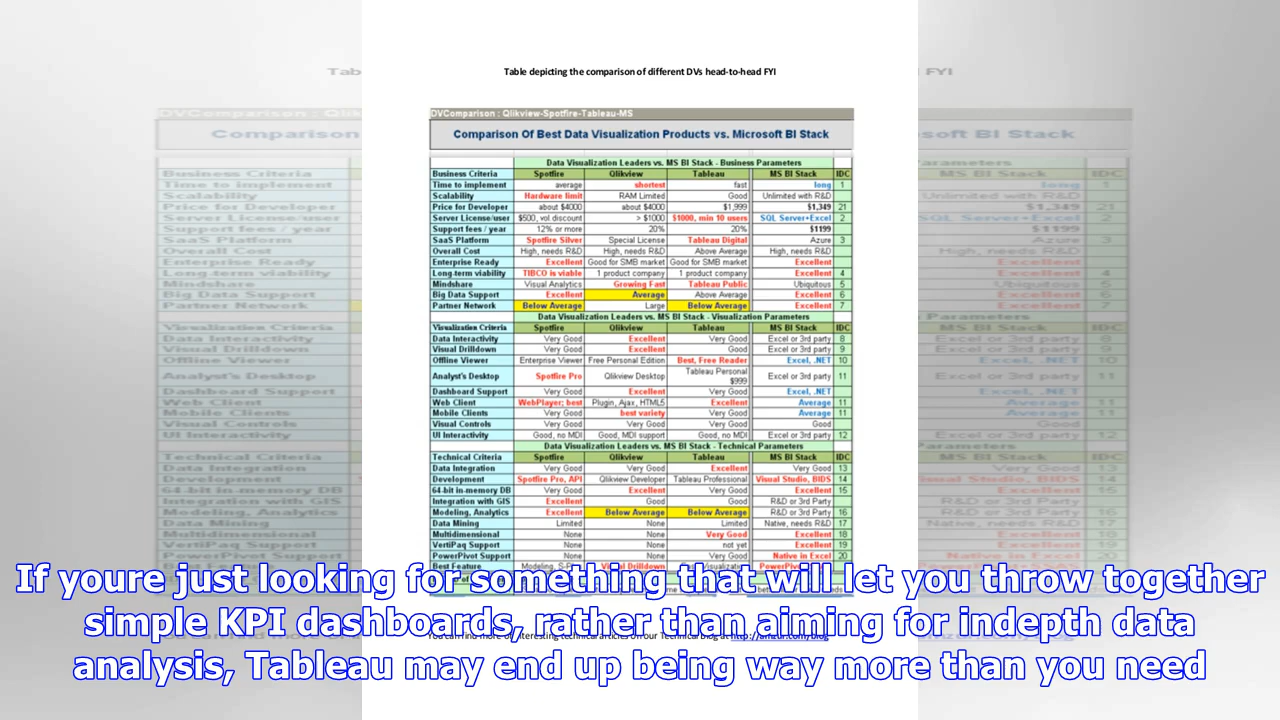 Table depicting the comparison of different DVs head-to-head FYI
DVComparison : Qlikview-Spotfire-Tableau-MS
Comparison Of Best Data Visualization Products vs. Microsoft BI Stack
Data Visualization Leaders vs. MS BI Stack - Business Parameters
Business Criteria Spotfire Qlikview Tableau MS BI Stack IDC
Time to implement average shortest fast long 1
Scalability Hardware limit RAM Limited Good Unlimited with R&D
Price for Developer about $4000 about $4000 $1,999 $1,349 21
Server License/user $500, vol discount > $1000 $1000, min 10 users SQL Server+Excel 2
Support fees / year 12% or more 20% 20% $1199
SaaS Platform Spotfire Silver Special License Tableau Digital Azure 3
Overall Cost High, needs R&D High, needs R&D Above Average High, needs R&D
Enterprise Ready Excellent Good for SMB market Good for SMB market Excellent
Long-term viability TIBCO is viable 1 product company 1 product company Excellent 4
Mindshare Visual Analytics Growing Fast Tableau Public Ubiquitous 5
Big Data Support Excellent Average Above Average Excellent 6
Partner Network Below Average Large Below Average Excellent 7
Data Visualization Leaders vs. MS BI Stack - Visualization Parameters
Visualization Criteria Spotfire Qlikview Tableau MS BI Stack IDC
Data Interactivity Very Good Excellent Very Good Excel or 3rd party 8
Visual Drilldown Very Good Excellent Good Excel or 3rd party 9
Offline Viewer Enterprise Viewer Free Personal Edition Best, Free Reader Excel, .NET 10
Analyst's Desktop Spotfire Pro Qlikview Desktop Tableau Personal $999 Excel or 3rd party 11
Dashboard Support Very Good Excellent Very Good Excel, .NET
Web Client WebPlayer; best Plugin, Ajax, HTML5 Excellent Average 11
Mobile Clients Very Good best variety Very Good Average 11
Visual Controls Very Good Very Good Very Good Good
UI Interactivity Good, no MDI Good, MDI support Good, no MDI Excel or 3rd party 12
Data Visualization Leaders vs. MS BI Stack - Technical Parameters
Technical Criteria Spotfire Qlikview Tableau MS BI Stack IDC
Data Integration Very Good Very Good Excellent Very Good 13
Development Spotfire Pro, API Qlikview Developer Tableau Professional Visual Studio, BIDS 14
64-bit in-memory DB Very Good Excellent Very Good Excellent 15
Integration with GIS Excellent Good Good R&D or 3rd Party
Modeling, Analytics Excellent Below Average Below Average R&D or 3rd Party 16
Data Mining Limited None Limited Native, needs R&D 17
Multidimensional None None Very Good Excellent 18
VertiPaq Support None None not yet Excellent 19
PowerPivot Support None None Very Good Native in Excel 20
Best Feature Modeling, Visual Drilldown Visualization
If youre just looking for something that will let you throw together
simple KPI dashboards, rather than aiming for indepth data
analysis, Tableau may end up being way more than you need